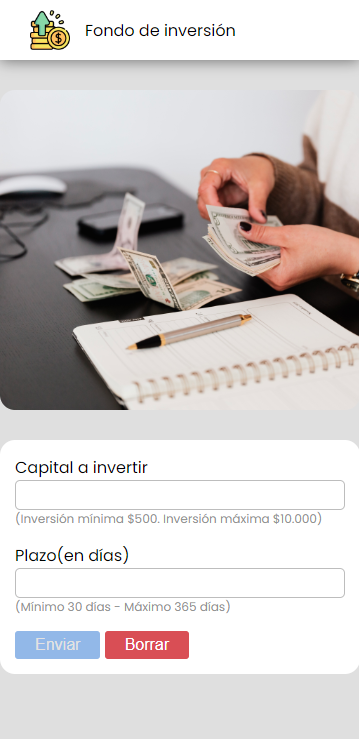 Fondo de inversión
Capital a invertir
(Inversión mínima $500. Inversión máxima $10.000)
Plazo(en días)
(Mínimo 30 días - Máximo 365 días)
Enviar Borrar